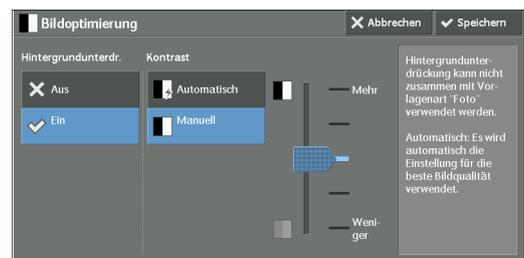 Bildoptimierung
Abbrechen
Speichern
Hintergrundunterdr.
Kontrast
Aus
Ein
Automatisch
Manuell
Mehr
Weni-
ger
Hintergrundunter-
drückung kann nicht
zusammen mit Vor-
lagenart "Foto"
verwendet werden.
Automatisch: Es wird
automatisch die
Einstellung für die
beste Bildqualität
verwendet.